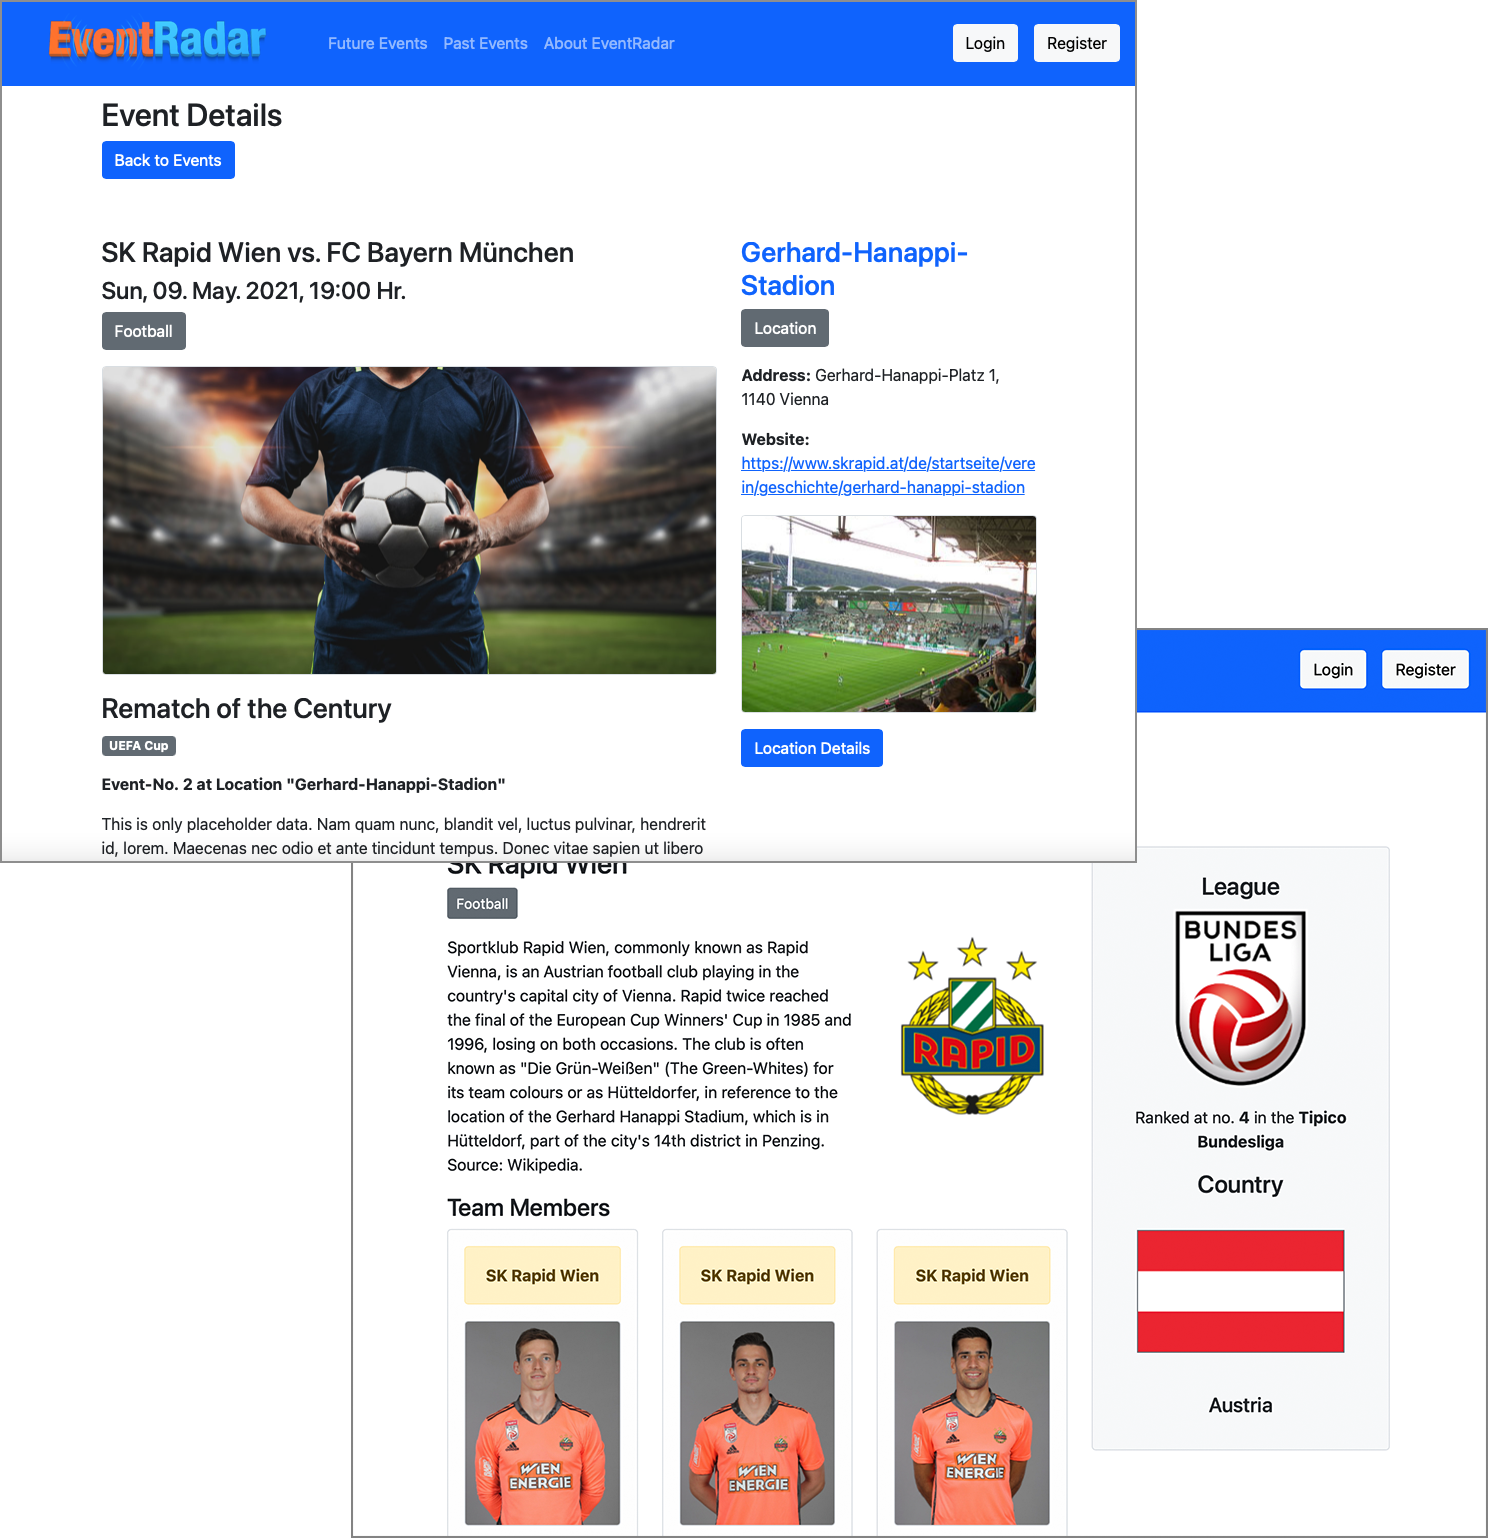 EventRadar
Future Events Past Events About EventRadar
Login Register
Event Details
Back to Events
SK Rapid Wien vs. FC Bayern München
Sun, 09. May. 2021, 19:00 Hr.
Football
Rematch of the Century
UEFA Cup
Event-No. 2 at Location "Gerhard-Hanappi-Stadion"
This is only placeholder data. Nam quam nunc, blandit vel, luctus pulvinar, hendrerit
id, lorem. Maecenas nec odio et ante tincidunt tempus. Donec vitae sapien ut libero
Gerhard-Hanappi-
Stadion
Location
Address: Gerhard-Hanappi-Platz 1,
1140 Vienna
Website:
https://www.skrapid.at/de/startseite/vere
in/geschichte/gerhard-hanappi-stadion
Location Details
Login Register
SK Rapid Wien
Football
Sportklub Rapid Wien, commonly known as Rapid
Vienna, is an Austrian football club playing in the
country's capital city of Vienna. Rapid twice reached
the final of the European Cup Winners' Cup in 1985 and
1996, losing on both occasions. The club is often
known as "Die Grün-Weißen" (The Green-Whites) for
its team colours or as Hütteldorfer, in reference to the
location of the Gerhard Hanappi Stadium, which is in
Hütteldorf, part of the city's 14th district in Penzing.
Source: Wikipedia.
RAPID
Team Members
SK Rapid Wien
WIEN
ENERGIE
SK Rapid Wien
WIEN
ENERGIE
SK Rapid Wien
WIEN
ENERGIE
League
BUNDES
LIGA
Ranked at no. 4 in the Tipico
Bundesliga
Country
Austria